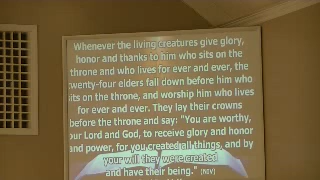 Whenever the living creatures give glory,
honor and thanks to him who sits on the
throne and who lives for ever and ever, the
twenty-four elders fall down before him who
sits on the throne, and worship him who lives
for ever and ever. They lay their crowns
before the throne and say: "You are worthy,
our Lord and God, to receive glory and honor
and power, for you created all things, and by
your will they were created
and have their being."